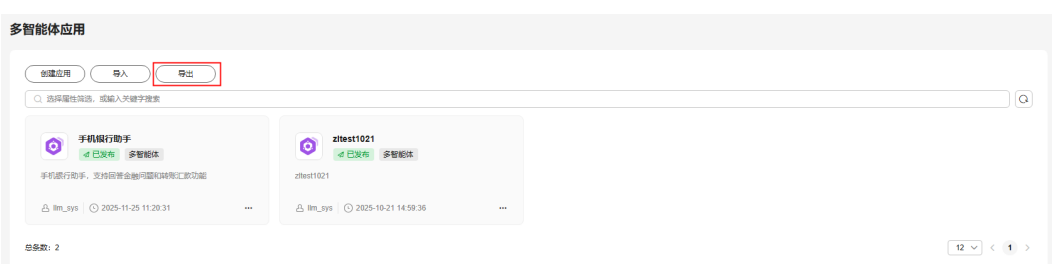 多智能体应用
创建应用 导入 导出
选择属性筛选，或输入关键字搜索
手机银行助手
已发布 多智能体
手机银行助手，支持回答金融问题和转账汇款功能
llm_sys 2025-11-25 11:20:31 ...
zltest1021
已发布 多智能体
zltest1021
llm_sys 2025-10-21 14:59:36 ...
总条数：2
12 < 1 >